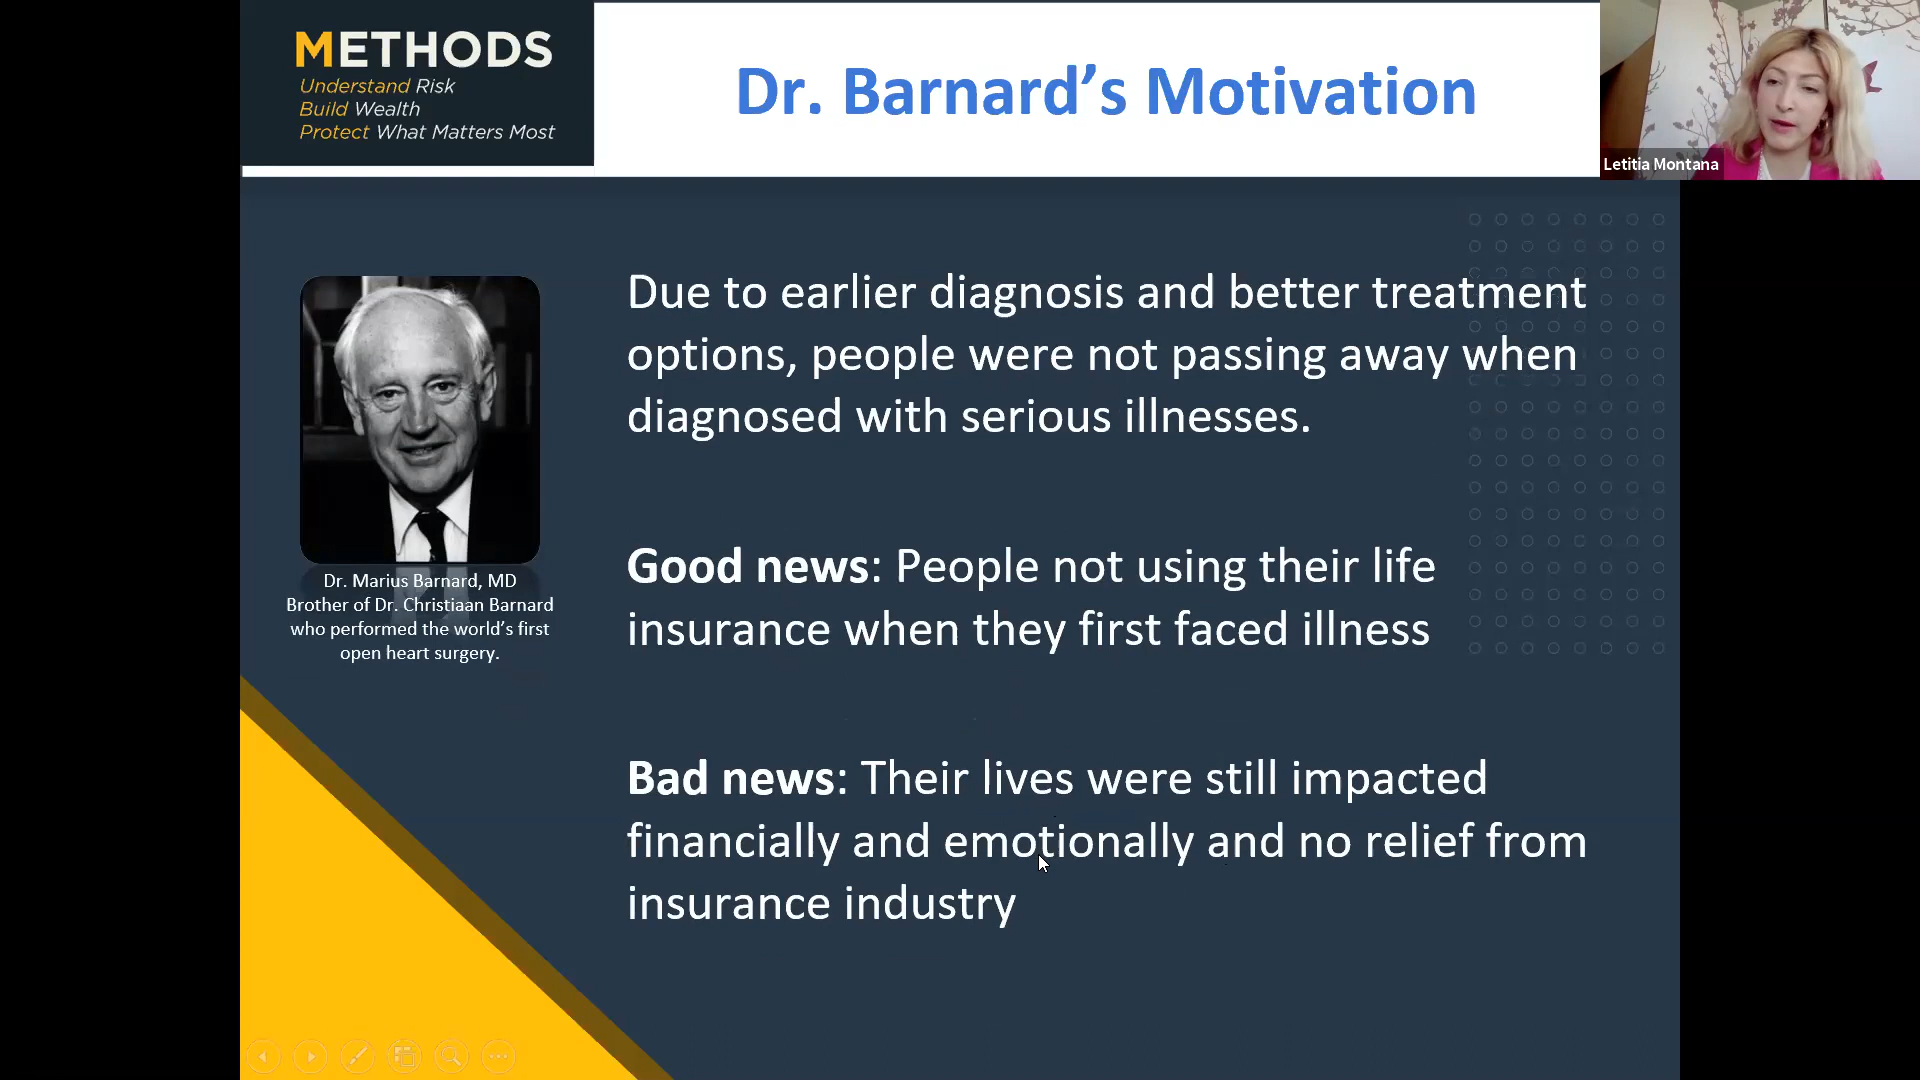 METHODS
Understand Risk
Build Wealth
Protect What Matters Most
Dr. Barnard’s Motivation
Letitia Montana
Due to earlier diagnosis and better treatment
options, people were not passing away when
diagnosed with serious illnesses.
Dr. Marius Barnard, MD
Brother of Dr. Christiaan Barnard
who performed the world’s first
open heart surgery.
Good news: People not using their life
insurance when they first faced illness
Bad news: Their lives were still impacted
financially and emotionally and no relief from
insurance industry